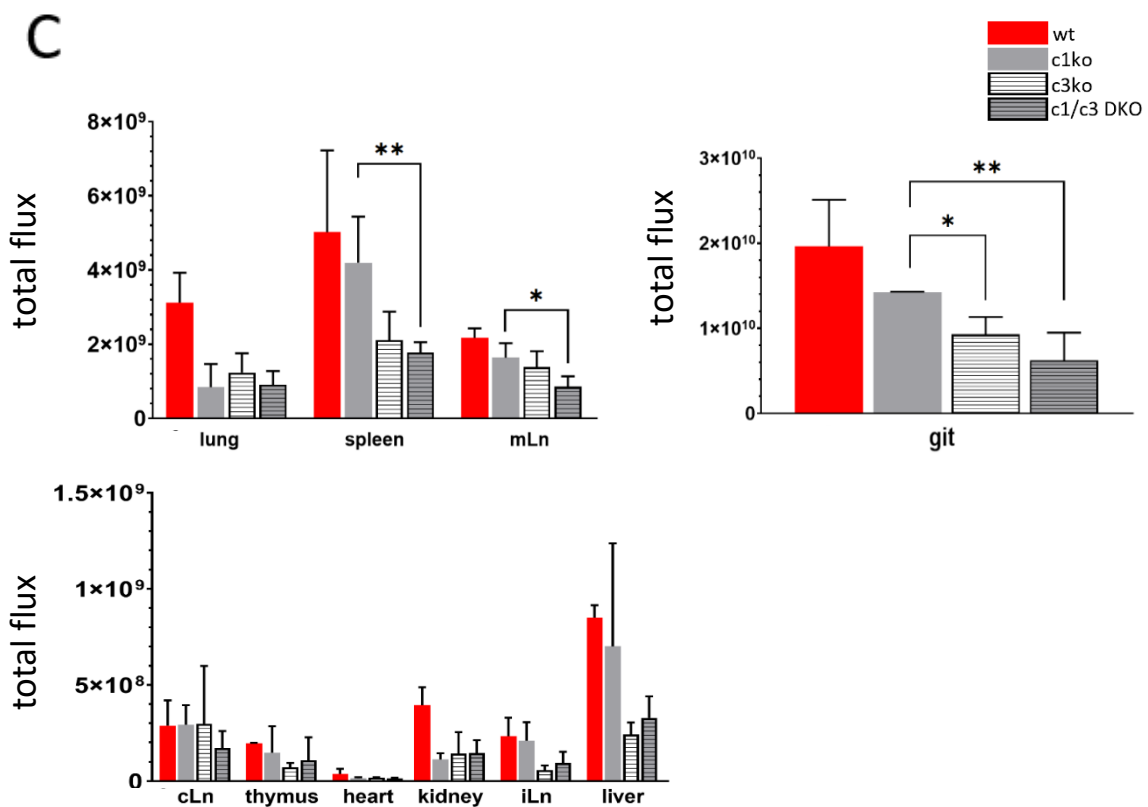 C
wt
c1ko
c3ko
c1/c3 DKO
total flux
8×10⁹
6×10⁹
4×10⁹
2×10⁹
0
**
*
lung spleen mLn
total flux
3×10¹⁰
2×10¹⁰
1×10¹⁰
0
**
*
git
total flux
1.5×10⁹
1×10⁹
5×10⁸
0
cLn thymus heart kidney iLn liver